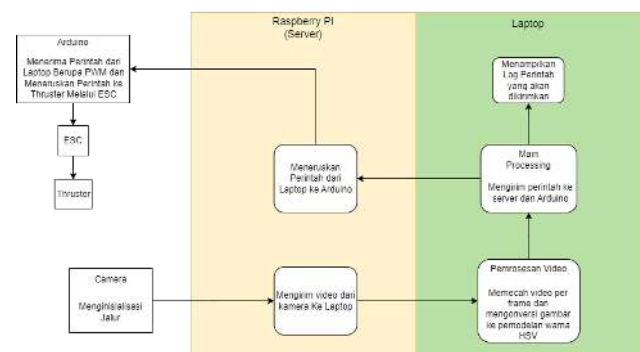 Raspberry PI
(Server)
Laptop
Arduino
Menerima Perintah dari
Laptop Berupa PWM dan
Meneruskan Perintah ke
Thruster Melalui ESC
ESC
Thruster
Meneruskan
Perintah dari
Laptop ke Arduino
Menampilkan
Log Perintah
yang akan
dikirimkan
Main
Processing
Mengirim perintah ke
server dan Arduino
Camera
Menginisialisasi
Jalur
Mengirim video dari
kamera Ke Laptop
Pemrosesan Video
Memecah video per
frame dan
mengonversi gambar
ke pemodelan warna
HSV